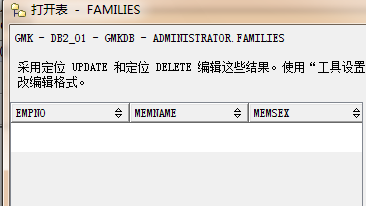 打开表 - FAMILIES
GMK - DB2_01 - GMKDB - ADMINISTRATOR.FAMILIES
采用定位 UPDATE 和定位 DELETE 编辑这些结果。使用“工具设置
改编辑格式。
EMPNO MEMNAME MEMSEX